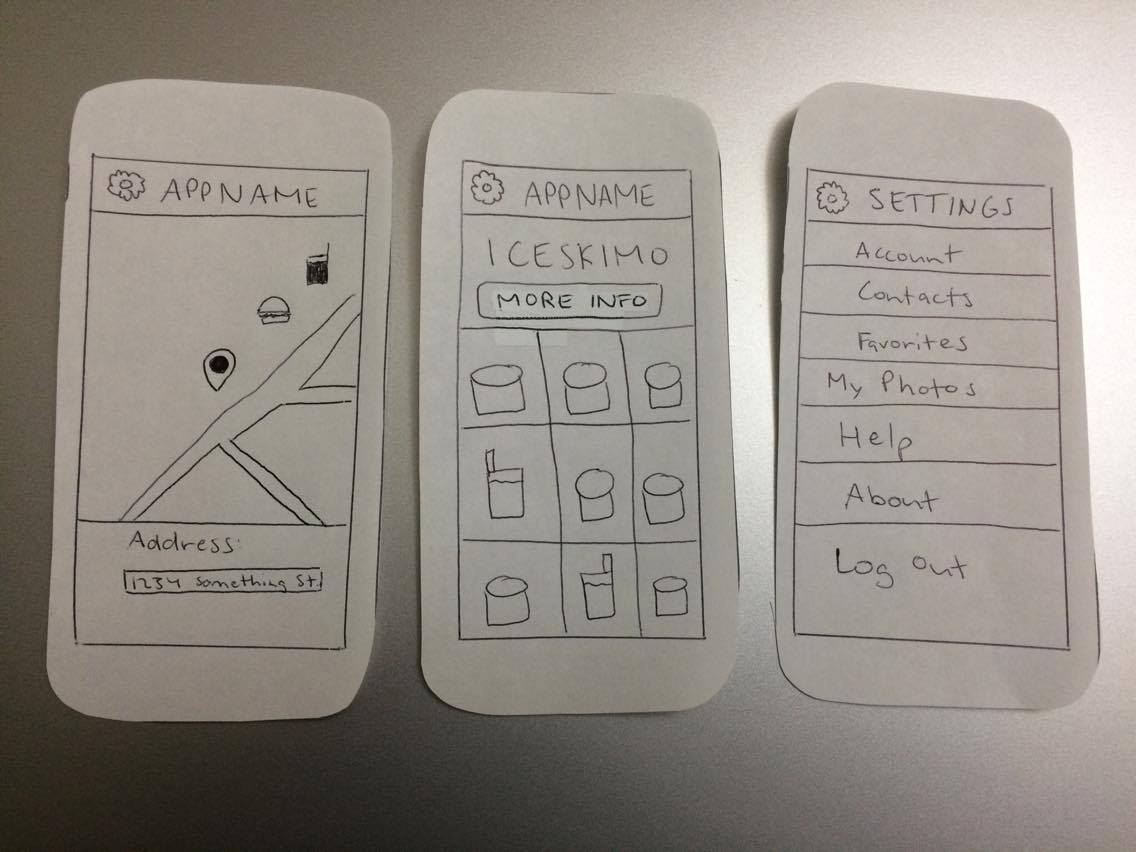 APPNAME
Address:
1234 Something St.
APPNAME
ICESKIMO
MORE INFO
SETTINGS
Account
Contacts
Favorites
My Photos
Help
About
Log Out